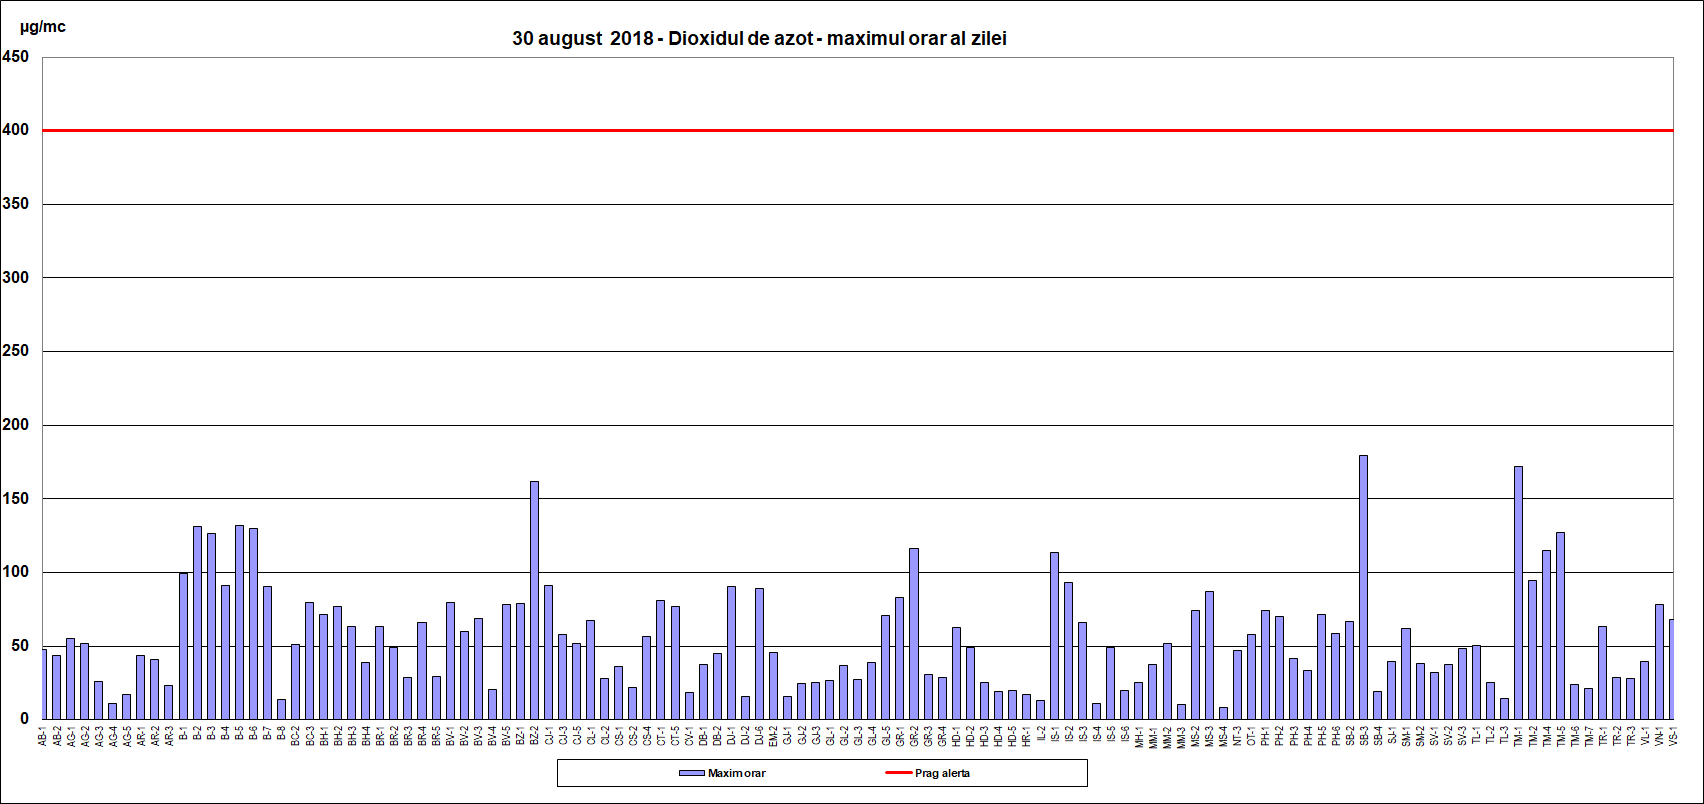 µg/mc
30 august 2018 - Dioxidul de azot - maximul orar al zilei
450
400
350
300
250
200
150
100
50
0
AB-1 AB-2 AG-1 AG-2 AG-3 AG-4 AG-5 AR-1 AR-2 AR-3 B-1 B-2 B-3 B-4 B-5 B-6 B-7 B-8 BC-2 BC-3 BH-1 BH-2 BH-3 BH-4 BR-1 BR-2 BR-3 BR-4 BR-5 BV-1 BV-2 BV-3 BV-4 BV-5 BZ-1 BZ-2 CJ-1 CJ-3 CJ-5 CL-1 CL-2 CS-1 CS-2 CS-4 CT-1 CT-5 CV-1 DB-1 DB-2 DJ-1 DJ-2 DJ-6 EM-2 GJ-1 GJ-2 GJ-3 GL-1 GL-2 GL-3 GL-4 GL-5 GR-1 GR-2 GR-3 GR-4 HD-1 HD-2 HD-3 HD-4 HD-5 HR-1 IL-2 IS-1 IS-2 IS-3 IS-4 IS-5 IS-6 MH-1 MM-1 MM-2 MM-3 MS-2 MS-3 MS-4 NT-3 OT-1 PH-1 PH-2 PH-3 PH-4 PH-5 PH-6 SB-2 SB-3 SB-4 SJ-1 SM-1 SM-2 SV-1 SV-2 SV-3 TL-1 TL-2 TL-3 TM-1 TM-2 TM-4 TM-5 TM-6 TM-7 TR-1 TR-2 TR-3 VL-1 VN-1 VS-1
Maxim orar Prag alerta